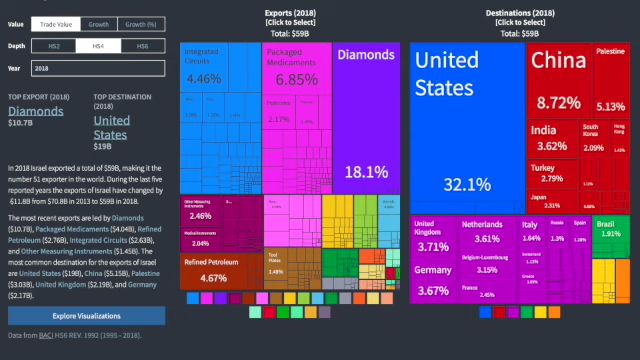 Value
Trade Value
Growth
Growth (%)
Depth
HS2
HS4
HS6
Year
2018
TOP EXPORT (2018)
Diamonds
$10.7B
TOP DESTINATION
(2018)
United
States
$19B
In 2018 Israel exported a total of $59B, making it the
number 51 exporter in the world. During the last five
reported years the exports of Israel have changed by
-$11.8B from $70.8B in 2013 to $59B in 2018.
The most recent exports are led by Diamonds
($10.7B), Packaged Medicaments ($4.04B), Refined
Petroleum ($2.76B), Integrated Circuits ($2.63B),
and Other Measuring Instruments ($1.45B). The
most common destination for the exports of Israel
are United States ($19B), China ($5.15B), Palestine
($3.03B), United Kingdom ($2.19B), and Germany
($2.17B).
Explore Visualizations
Data from BACI HS6 REV. 1992 (1995 - 2018).
Exports (2018)
[Click to Select]
Total: $59B
Integrated
Circuits
4.46%
Packaged
Medicaments
6.85%
Diamonds
18.1%
2.17%
Other Measuring
Instruments
2.46%
Medical Instruments
2.04%
Refined Petroleum
4.67%
1.48%
Destinations (2018)
[Click to Select]
Total: $59B
United
States
32.1%
China
8.72%
Palestine
5.13%
India
3.62%
South
Korea
2.09%
Hong
Kong
Turkey
2.79%
Japan
2.31%
United
Kingdom
3.71%
Germany
3.67%
Netherlands
3.61%
Belgium-Luxembourg
3.15%
France
2.45%
Italy
1.64%
Russia
1.3%
Spain
Switzerland
Brazil
1.91%